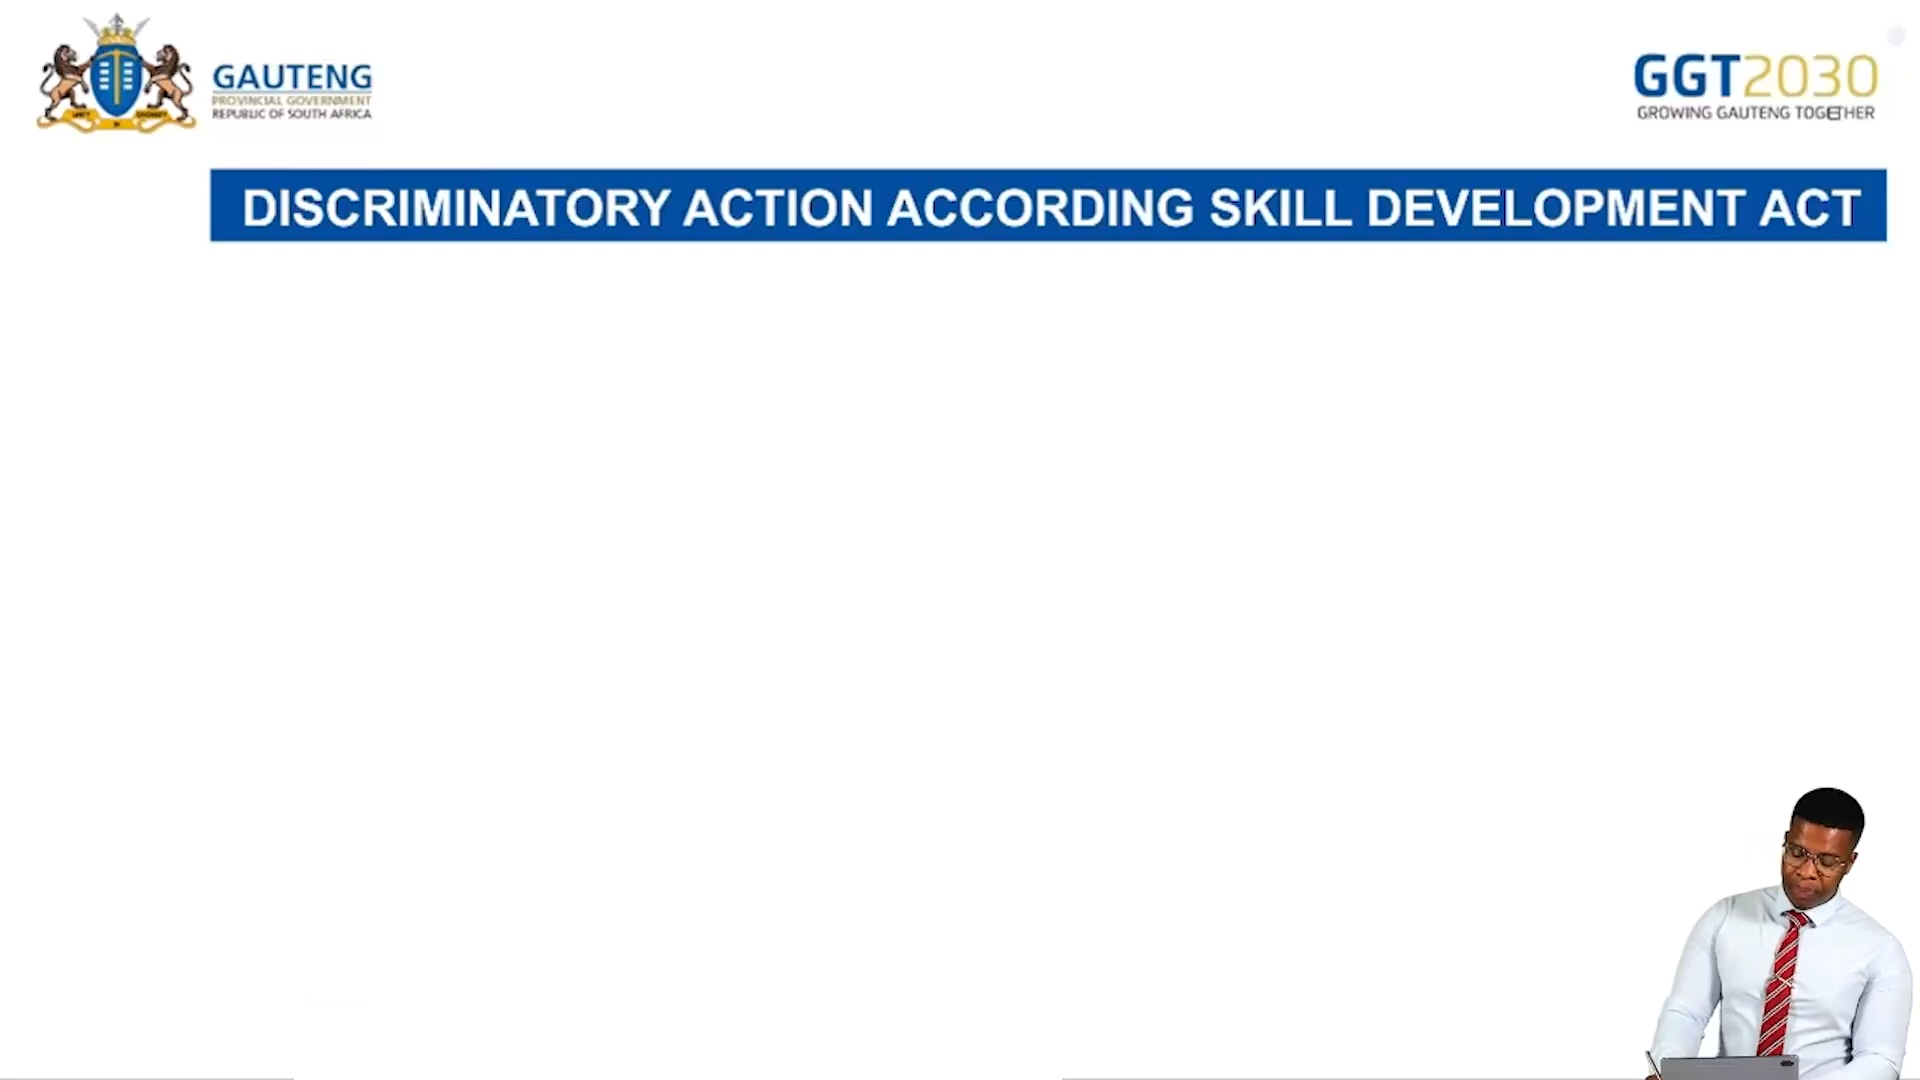 GAUTENG
PROVINCIAL GOVERNMENT
REPUBLIC OF SOUTH AFRICA
GGT2030
GROWING GAUTENG TOGETHER
DISCRIMINATORY ACTION ACCORDING SKILL DEVELOPMENT ACT